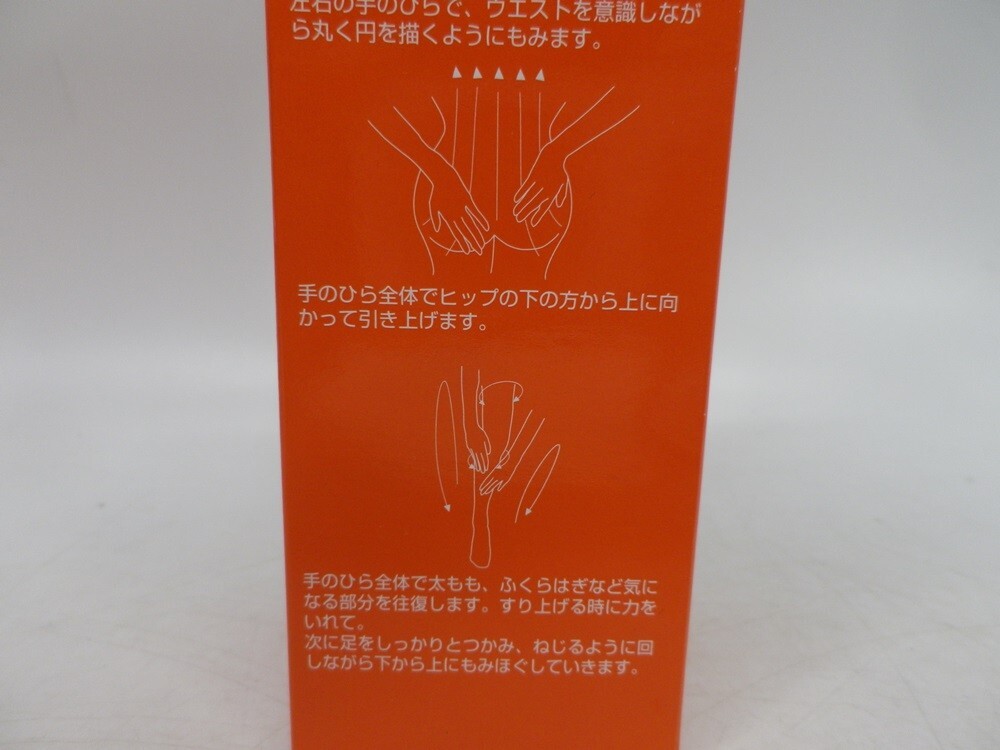 左右の手のひらで、ウエストを意識しなが
ら丸く円を描くようにもみます。
手のひら全体でヒップの下の方から上に向
かって引き上げます。
手のひら全体で太もも、ふくらはぎなど気に
なる部分を往復します。すり上げる時に力を
いれて。
次に足をしっかりとつかみ、ねじるように回
しながら下から上にもみほぐしていきます。